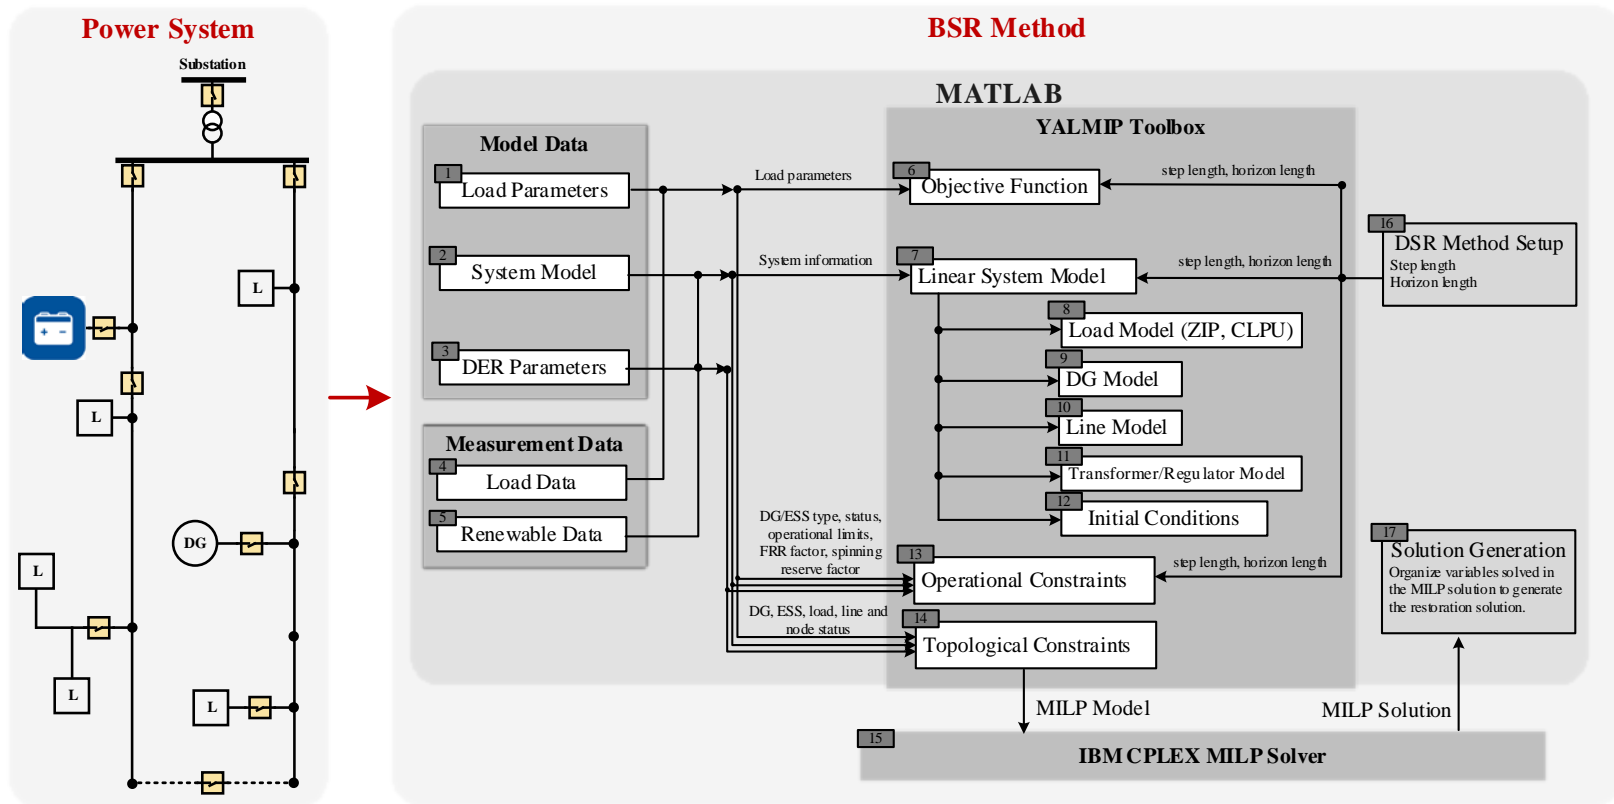 Power System
Substation
L
L
DG
L
L
L
BSR Method
MATLAB
Model Data
1
Load Parameters
2
System Model
3
DER Parameters
Measurement Data
4
Load Data
5
Renewable Data
Load parameters
System information
DG/ESS type, status,
operational limits,
FRR factor, spinning
reserve factor
DG, ESS, load, line and
node status
YALMIP Toolbox
6
Objective Function
step length, horizon length
7
Linear System Model
step length, horizon length
8
Load Model (ZIP, CLPU)
9
DG Model
10
Line Model
11
Transformer/Regulator Model
12
Initial Conditions
13
Operational Constraints
step length, horizon length
14
Topological Constraints
16
DSR Method Setup
Step length
Horizon length
17
Solution Generation
Organize variables solved in
the MILP solution to generate
the restoration solution.
MILP Model
MILP Solution
15
IBM CPLEX MILP Solver